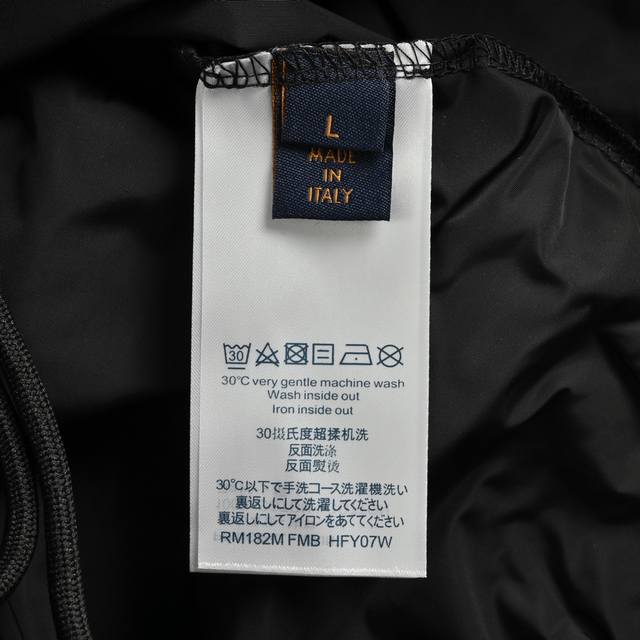 L
MADE
IN
ITALY
30
30℃ very gentle machine wash
Wash inside out
Iron inside out
30摄氏度超揉机洗
反面洗涤
反面熨烫
30℃以下で手洗コース洗濯機洗い
裏返しにして洗濯してください
裏返しにしてアイロンをあててください
RM182M FMB HFY07W